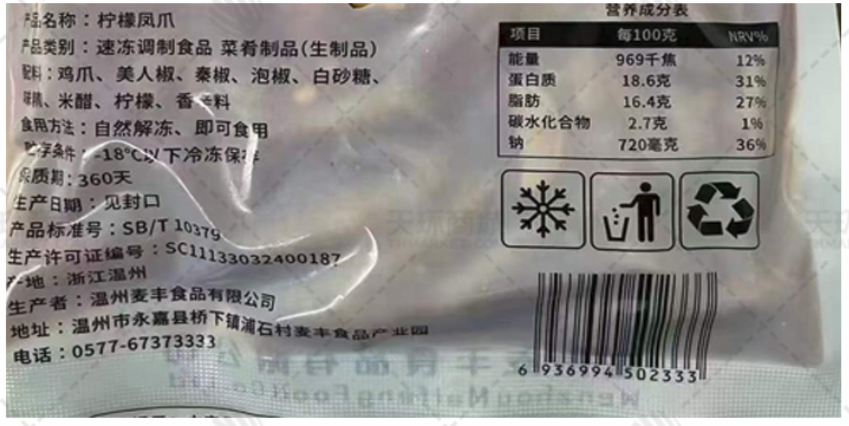 产品名称：柠檬凤爪
产品类别：速冻调制食品 菜肴制品(生制品)
配料：鸡爪、美人椒、秦椒、泡椒、白砂糖、
味精、米醋、柠檬、香辛料
食用方法：自然解冻、即可食用
贮存条件：-18℃以下冷冻保存
保质期：360天
生产日期：见封口
产品标准号：SB/T 10379
生产许可证编号：SC11133032400187
产地：浙江温州
生产者：温州麦丰食品有限公司
地址：温州市永嘉县桥下镇浦石村麦丰食品产业园
电话：0577-67373333
营养成分表
项目 每100克 NRV%
能量 969千焦 12%
蛋白质 18.6克 31%
脂肪 16.4克 27%
碳水化合物 2.7克 1%
钠 720毫克 36%
6 936994 502333